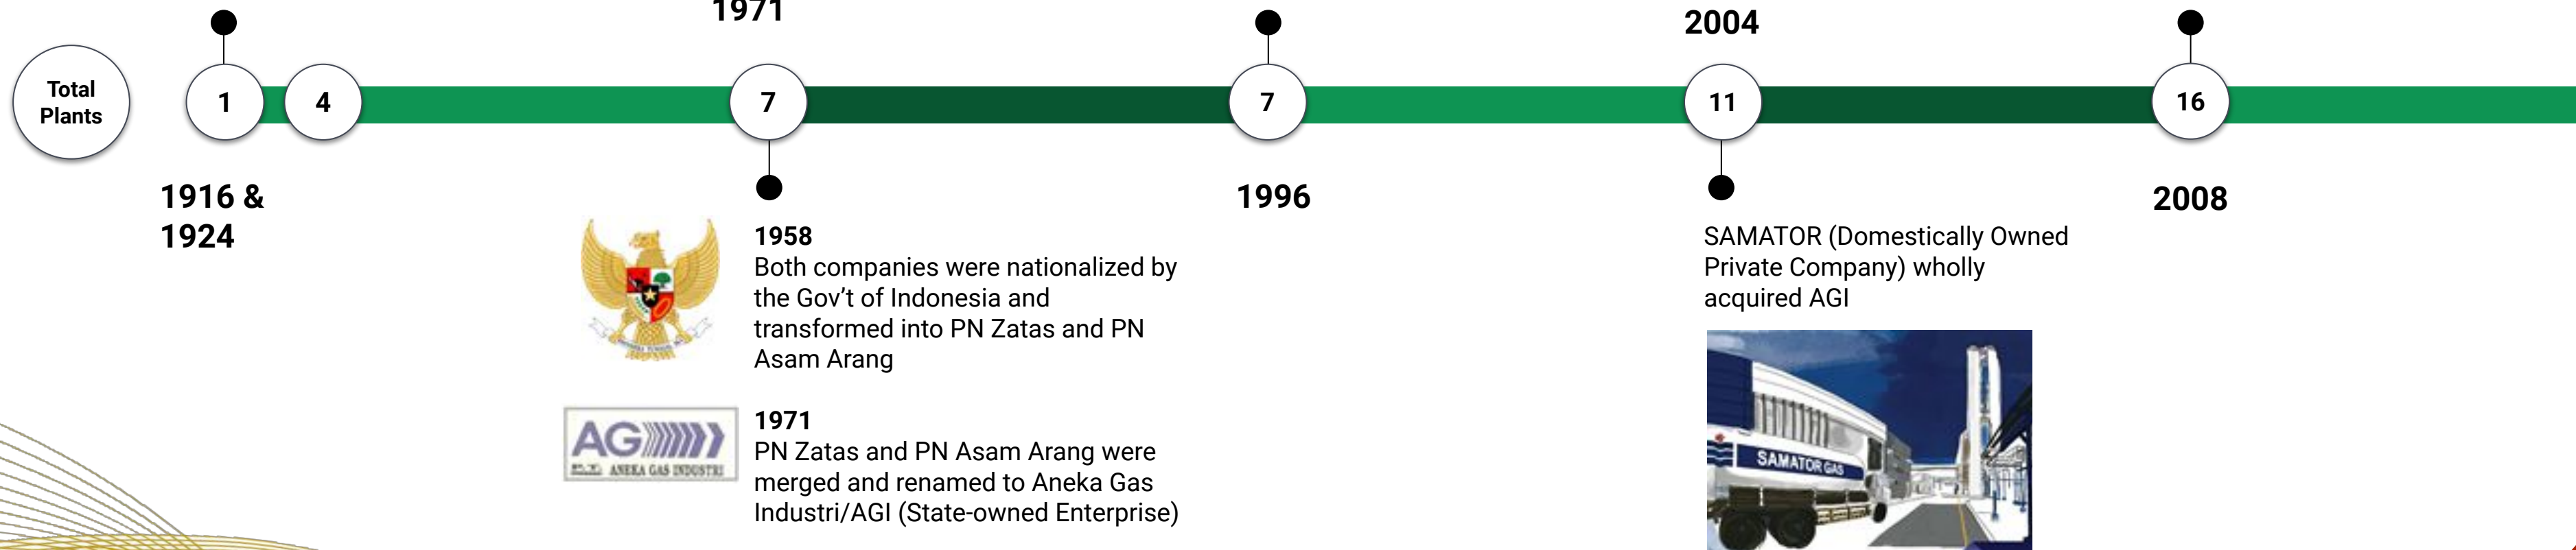 1971
2004
Total
Plants
1
4
7
7
11
16
1916 &
1924
1996
2008
1958
Both companies were nationalized by
the Gov't of Indonesia and
transformed into PN Zatas and PN
Asam Arang
AG
P.T. ANEKA GAS INDUSTRI
1971
PN Zatas and PN Asam Arang were
merged and renamed to Aneka Gas
Industri/AGI (State-owned Enterprise)
SAMATOR (Domestically Owned
Private Company) wholly
acquired AGI
SAMATOR GAS